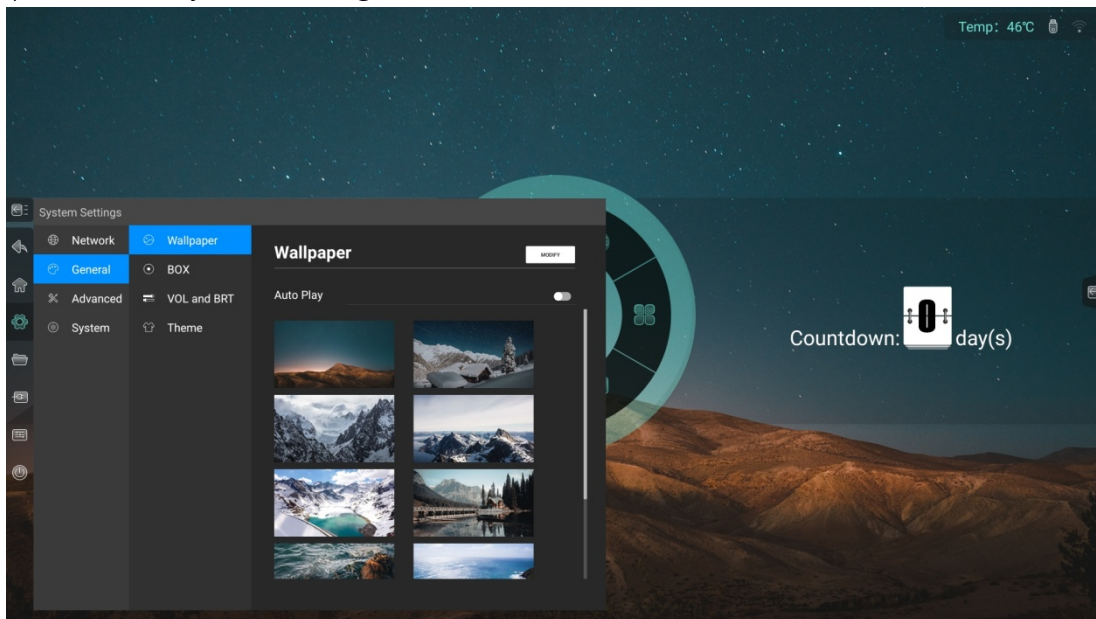 Temp: 46℃
System Settings
Network
General
Advanced
System
Wallpaper
BOX
VOL and BRT
Theme
Wallpaper
MODIFY
Auto Play
Countdown: 0 day(s)